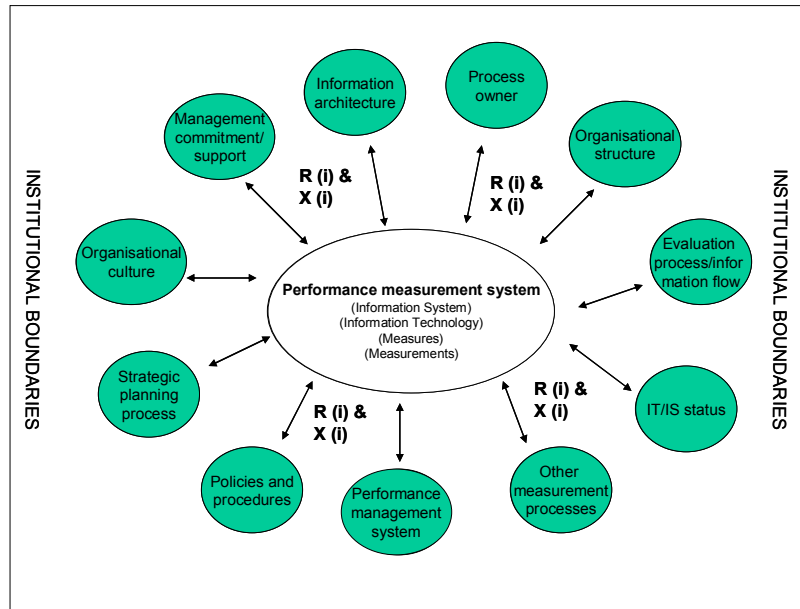 Information
architecture
Process
owner
Management
commitment/
support
Organisational
structure
R (i) &
X (i)
R (i) &
X (i)
INSTITUTIONAL BOUNDARIES
INSTITUTIONAL BOUNDARIES
Organisational
culture
Evaluation
process/infor
mation flow
Performance measurement system
(Information System)
(Information Technology)
(Measures)
(Measurements)
Strategic
planning
process
R (i) &
X (i)
R (i) &
X (i)
IT/IS status
Policies and
procedures
Performance
management
system
Other
measurement
processes